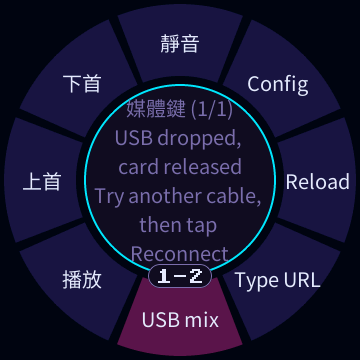 靜音
下首
Config
媒體鍵 (1/1)
USB dropped,
card released
上首
Reload
Try another cable,
then tap
Reconnect
播放
1-2
Type URL
USB mix